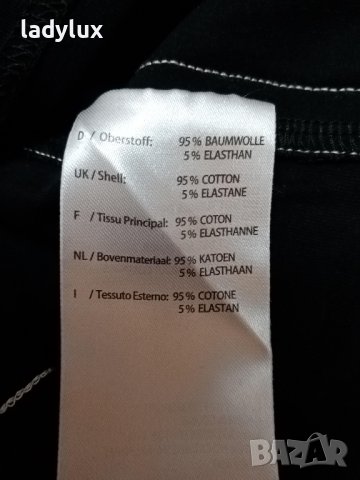 ladylux
D / Oberstoff: 95 % BAUMWOLLE
5 % ELASTHAN
UK / Shell: 95 % COTTON
5 % ELASTANE
F / Tissu Principal: 95 % COTON
5 % ELASTHANNE
NL / Bovenmateriaal: 95 % KATOEN
5 % ELASTHAAN
I / Tessuto Esterno: 95 % COTONE
5 % ELASTAN
BAZAR